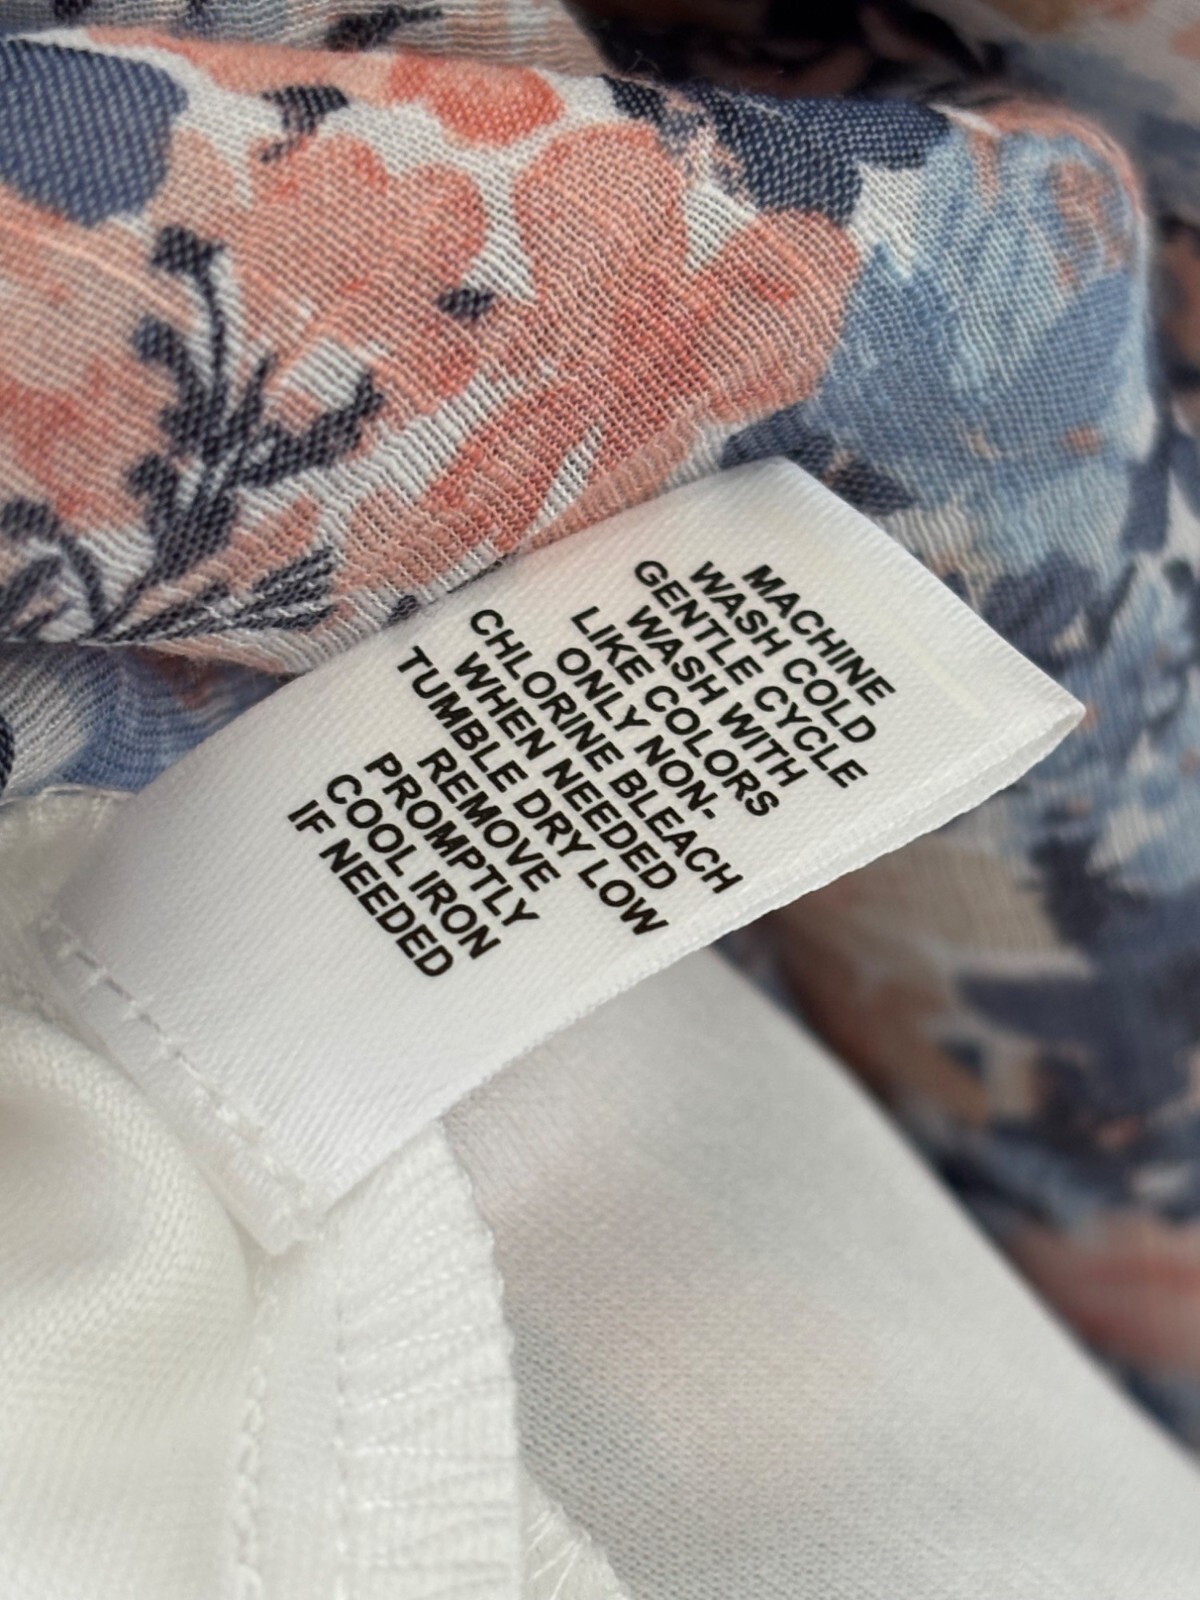 MACHINE
WASH COLD
GENTLE CYCLE
WASH WITH
LIKE COLORS
ONLY NON-
CHLORINE BLEACH
WHEN NEEDED
TUMBLE DRY LOW
REMOVE
PROMPTLY
COOL IRON
IF NEEDED